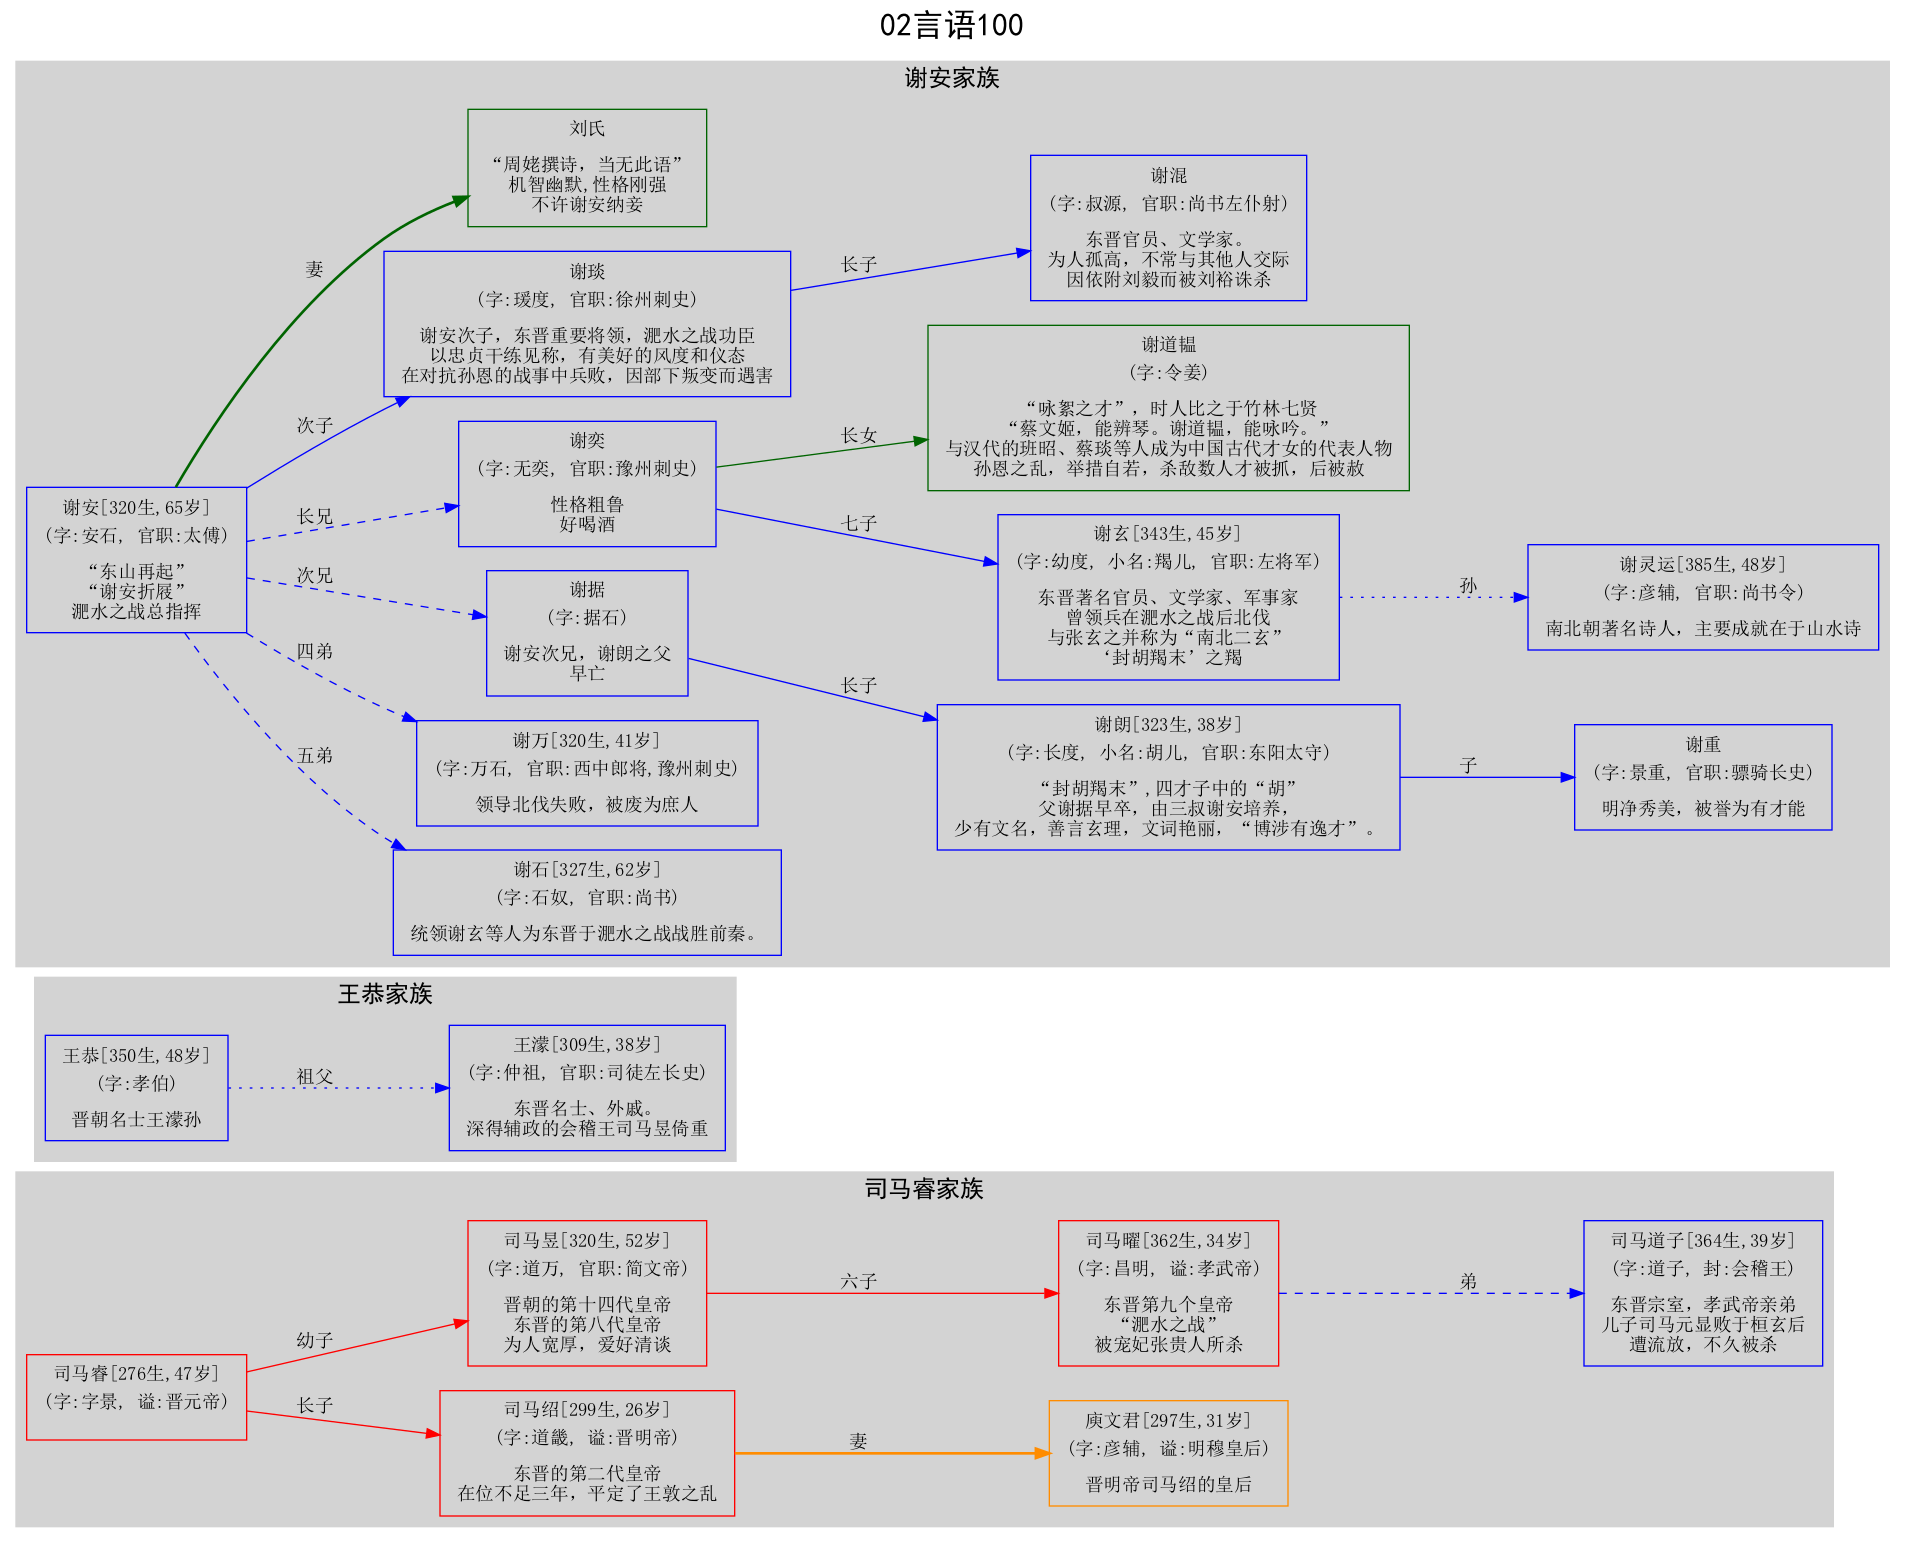 02言语100
谢安家族
刘氏
“周姥撰诗，当无此语”
机智幽默,性格刚强
不许谢安纳妾
妻
谢混
(字:叔源, 官职:尚书左仆射)
东晋官员、文学家。
为人孤高，不常与其他人交际
因依附刘毅而被刘裕诛杀
谢琰
(字:瑗度, 官职:徐州刺史)
谢安次子，东晋重要将领，淝水之战功臣
以忠贞干练见称，有美好的风度和仪态
在对抗孙恩的战事中兵败，因部下叛变而遇害
长子
次子
谢道韫
(字:令姜)
“咏絮之才”，时人比之于竹林七贤
“蔡文姬，能辨琴。谢道韫，能咏吟。”
与汉代的班昭、蔡琰等人成为中国古代才女的代表人物
孙恩之乱，举措自若，杀敌数人才被抓，后被赦
谢奕
(字:无奕, 官职:豫州刺史)
性格粗鲁
好喝酒
长女
七子
谢安[320生,65岁]
(字:安石, 官职:太傅)
“东山再起”
“谢安折屐”
淝水之战总指挥
长兄
次兄
四弟
五弟
谢玄[343生,45岁]
(字:幼度, 小名:羯儿, 官职:左将军)
东晋著名官员、文学家、军事家
曾领兵在淝水之战后北伐
与张玄之并称为“南北二玄”
‘封胡羯末’之羯
孙
谢灵运[385生,48岁]
(字:彦辅, 官职:尚书令)
南北朝著名诗人，主要成就在于山水诗
谢据
(字:据石)
谢安次兄，谢朗之父
早亡
长子
谢朗[323生,38岁]
(字:长度, 小名:胡儿, 官职:东阳太守)
“封胡羯末”,四才子中的“胡”
父谢据早卒，由三叔谢安培养，
少有文名，善言玄理，文词艳丽，“博涉有逸才”。
子
谢重
(字:景重, 官职:骠骑长史)
明净秀美，被誉为有才能
谢万[320生,41岁]
(字:万石, 官职:西中郎将,豫州刺史)
领导北伐失败，被废为庶人
谢石[327生,62岁]
(字:石奴, 官职:尚书)
统领谢玄等人为东晋于淝水之战战胜前秦。
王恭家族
王恭[350生,48岁]
(字:孝伯)
晋朝名士王濛孙
祖父
王濛[309生,38岁]
(字:仲祖, 官职:司徒左长史)
东晋名士、外戚。
深得辅政的会稽王司马昱倚重
司马睿家族
司马睿[276生,47岁]
(字:字景, 谥:晋元帝)
幼子
长子
司马昱[320生,52岁]
(字:道万, 官职:简文帝)
晋朝的第十四代皇帝
东晋的第八代皇帝
为人宽厚，爱好清谈
六子
司马曜[362生,34岁]
(字:昌明, 谥:孝武帝)
东晋第九个皇帝
“淝水之战”
被宠妃张贵人所杀
弟
司马道子[364生,39岁]
(字:道子, 封:会稽王)
东晋宗室，孝武帝亲弟
儿子司马元显败于桓玄后
遭流放，不久被杀
司马绍[299生,26岁]
(字:道畿, 谥:晋明帝)
东晋的第二代皇帝
在位不足三年，平定了王敦之乱
妻
庾文君[297生,31岁]
(字:彦辅, 谥:明穆皇后)
晋明帝司马绍的皇后